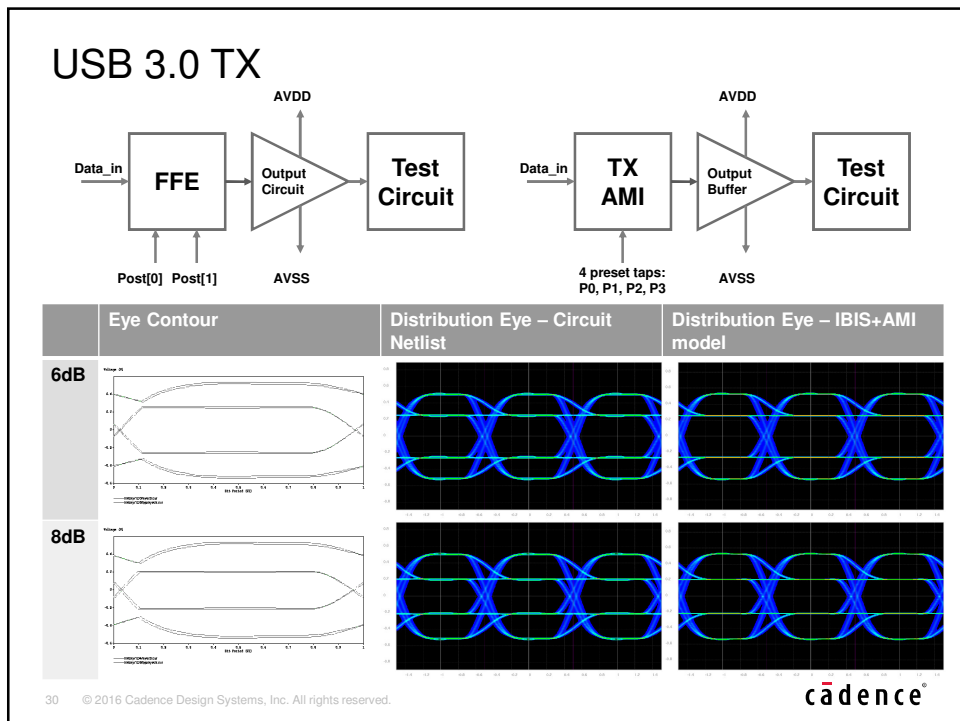 USB 3.0 TX
AVDD
Data_in
FFE
Output
Circuit
Test
Circuit
Post[0] Post[1]
AVSS
AVDD
Data_in
TX
AMI
Output
Buffer
Test
Circuit
4 preset taps:
P0, P1, P2, P3
AVSS
Eye Contour
Distribution Eye – Circuit
Netlist
Distribution Eye – IBIS+AMI
model
6dB
8dB
30 © 2016 Cadence Design Systems, Inc. All rights reserved.
cādence®